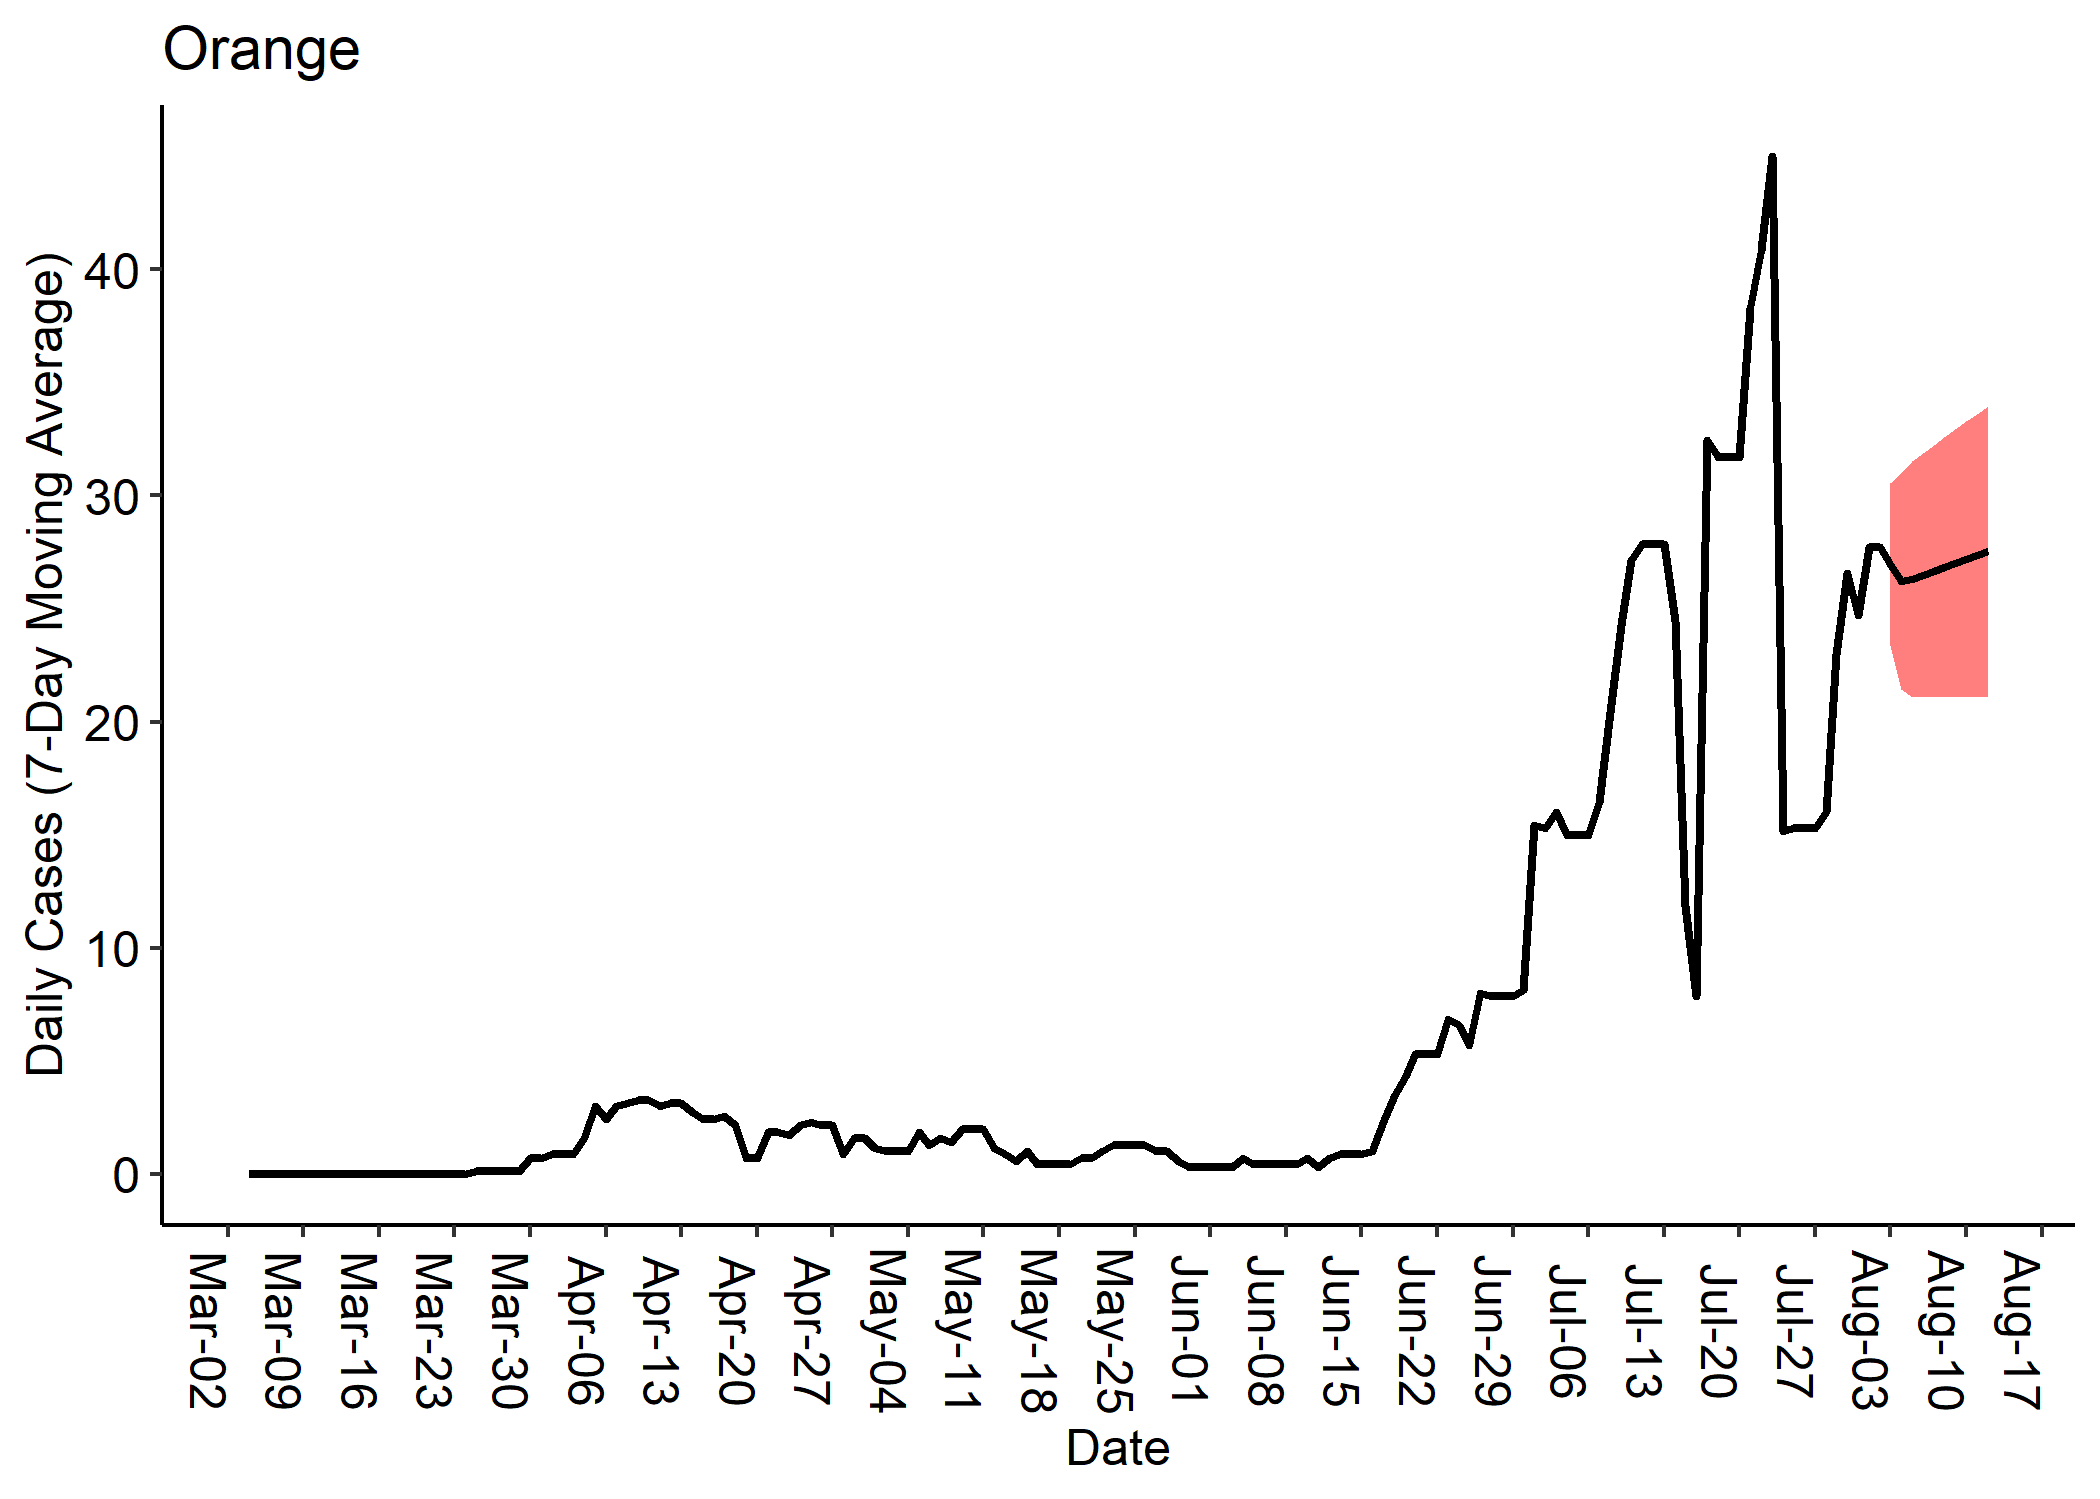 Orange
Daily Cases (7-Day Moving Average)
40
30
20
10
0
Mar-02
Mar-09
Mar-16
Mar-23
Mar-30
Apr-06
Apr-13
Apr-20
Apr-27
May-04
May-11
May-18
May-25
Jun-01
Jun-08
Jun-15
Jun-22
Jun-29
Jul-06
Jul-13
Jul-20
Jul-27
Aug-03
Aug-10
Aug-17
Date